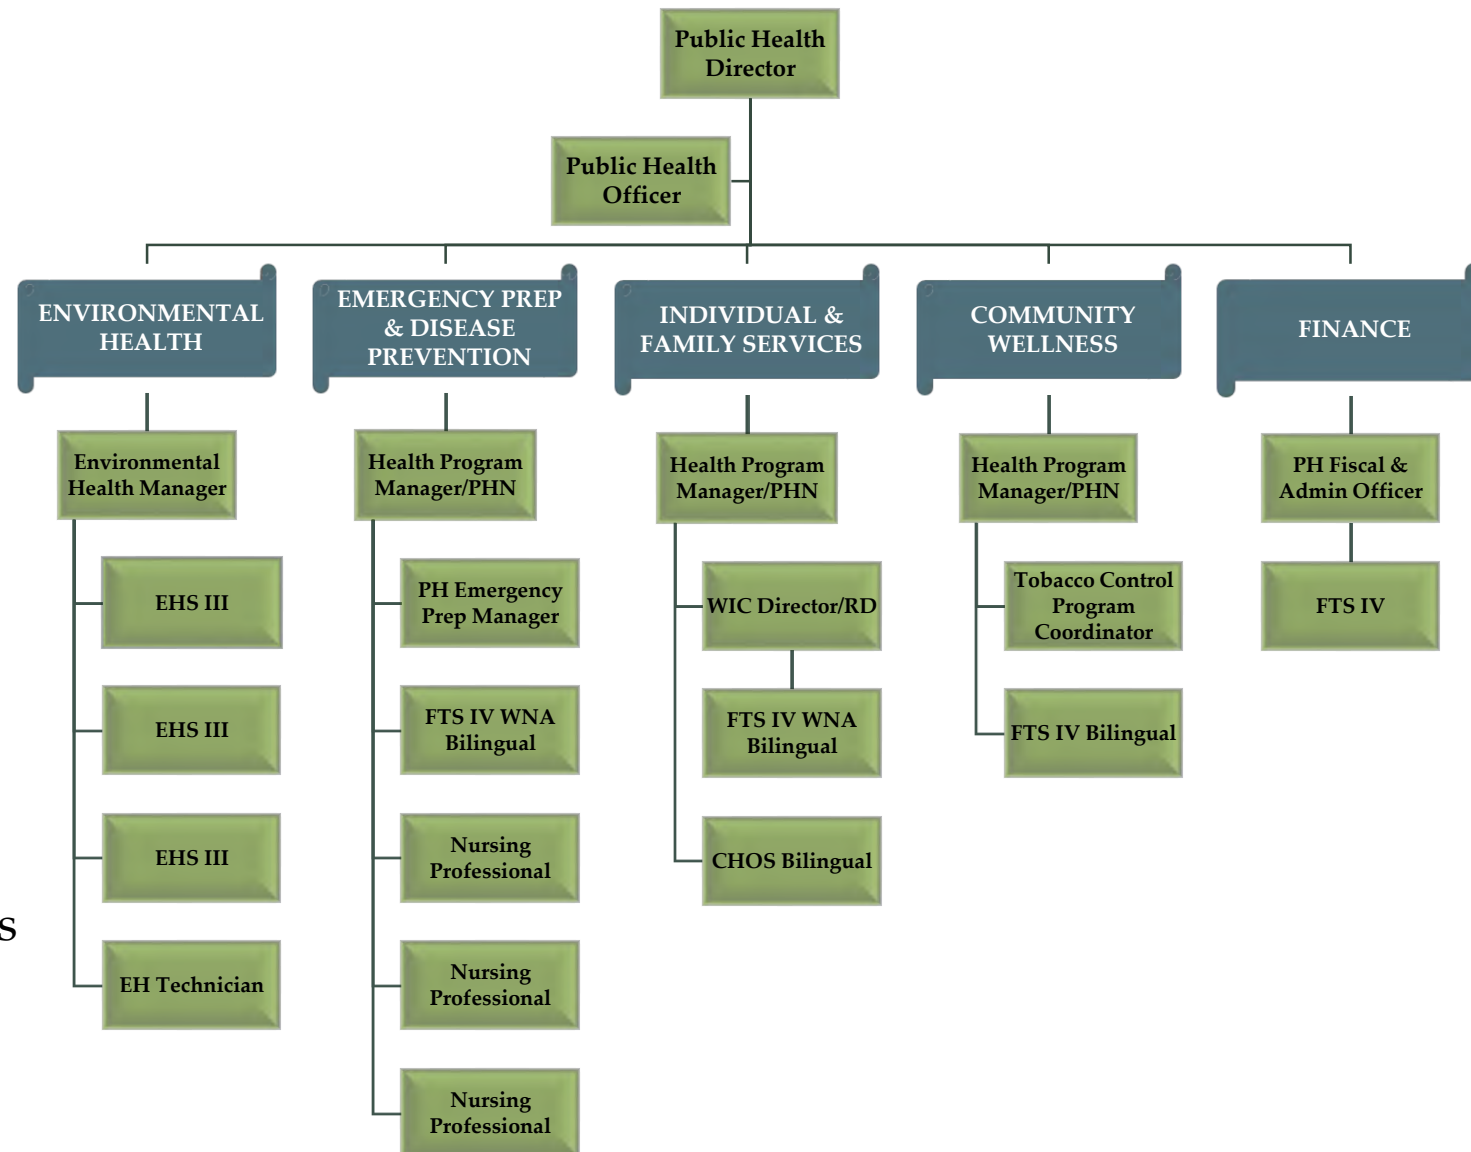 Public Health
Director
Public Health
Officer
ENVIRONMENTAL
HEALTH
EMERGENCY PREP
& DISEASE
PREVENTION
INDIVIDUAL &
FAMILY SERVICES
COMMUNITY
WELLNESS
FINANCE
Environmental
Health Manager
EHS III
EHS III
EHS III
EH Technician
Health Program
Manager/PHN
PH Emergency
Prep Manager
FTS IV WNA
Bilingual
Nursing
Professional
Nursing
Professional
Nursing
Professional
Health Program
Manager/PHN
WIC Director/RD
FTS IV WNA
Bilingual
CHOS Bilingual
Health Program
Manager/PHN
Tobacco Control
Program
Coordinator
FTS IV Bilingual
PH Fiscal &
Admin Officer
FTS IV
s